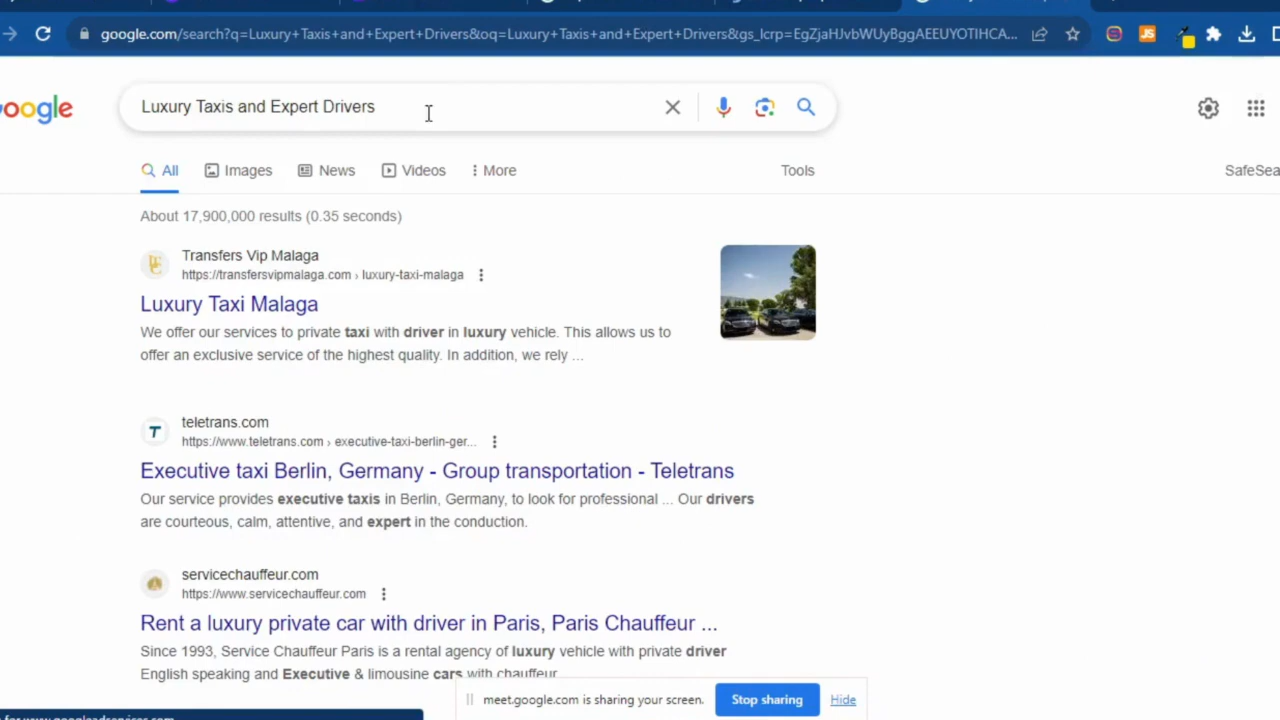 google.com/search?q=Luxury+Taxis+and+Expert+Drivers&oq=Luxury+Taxis+and+Expert+Drivers&gs_lcrp=EgZjaHJvbWUyBggAEEUYOTIHCA...
JS
oogle
Luxury Taxis and Expert Drivers
All
Images
News
Videos
More
Tools
SafeSea
About 17,900,000 results (0.35 seconds)
Transfers Vip Malaga
https://transfersvipmalaga.com › luxury-taxi-malaga
Luxury Taxi Malaga
We offer our services to private taxi with driver in luxury vehicle. This allows us to
offer an exclusive service of the highest quality. In addition, we rely ...
teletrans.com
T
https://www.teletrans.com › executive-taxi-berlin-ger...
Executive taxi Berlin, Germany - Group transportation - Teletrans
Our service provides executive taxis in Berlin, Germany, to look for professional ... Our drivers
are courteous, calm, attentive, and expert in the conduction.
servicechauffeur.com
https://www.servicechauffeur.com
Rent a luxury private car with driver in Paris, Paris Chauffeur ...
Since 1993, Service Chauffeur Paris is a rental agency of luxury vehicle with private driver
English speaking and Executive & limousine cars with chauffeur
meet.google.com is sharing your screen.
Stop sharing
Hide